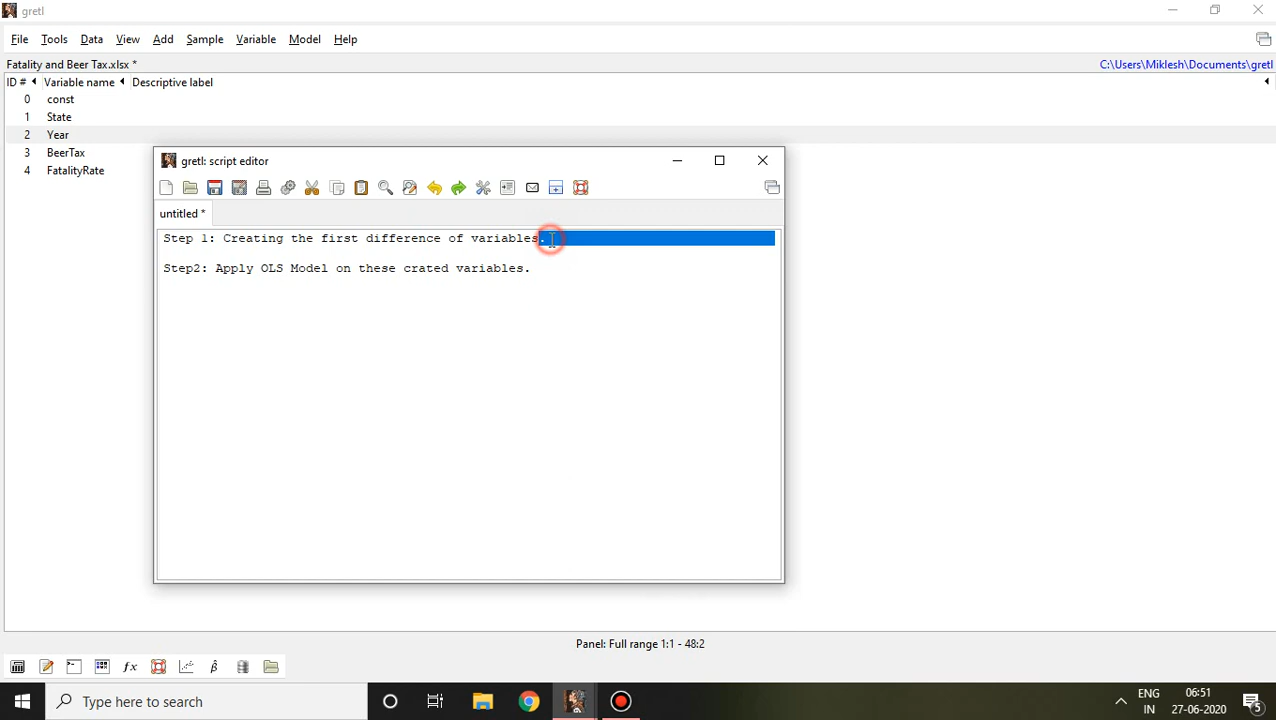 gretl
File Tools Data View Add Sample Variable Model Help
Fatality and Beer Tax.xlsx * C:\Users\Miklesh\Documents\gretl
ID # Variable name Descriptive label
0 const
1 State
2 Year
3 BeerTax
4 FatalityRate
gretl: script editor
untitled *
Step 1: Creating the first difference of variables.
Step2: Apply OLS Model on these crated variables.
Panel: Full range 1:1 - 48:2
fx β
Type here to search
ENG
IN
06:51
27-06-2020
5